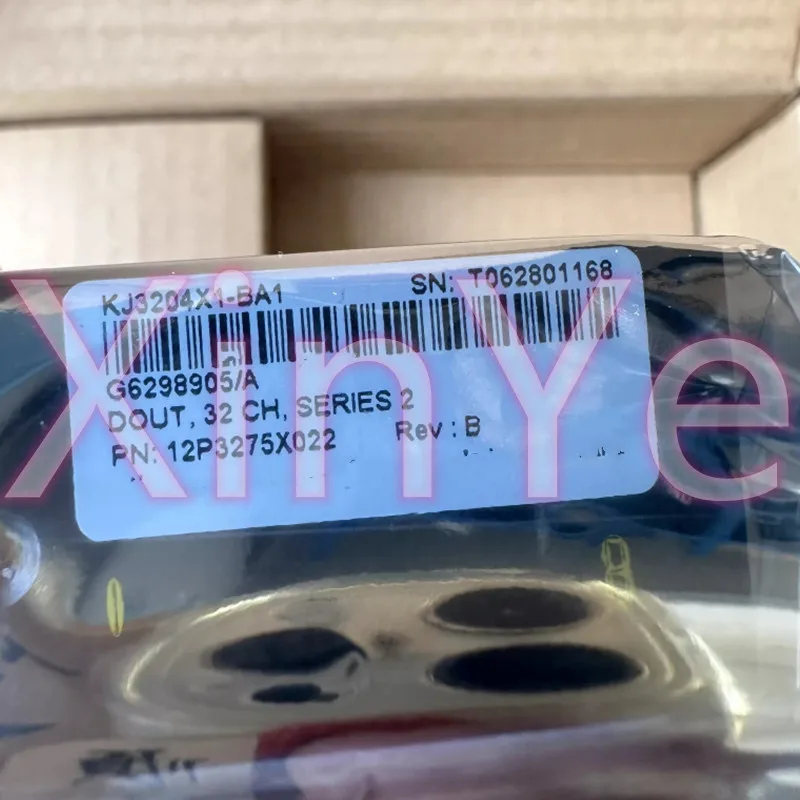 KJ3204X1-BA1 SN: T062801168
G6298905/A
DOUT, 32 CH, SERIES 2
PN: 12P3275X022 Rev : B
XinYe